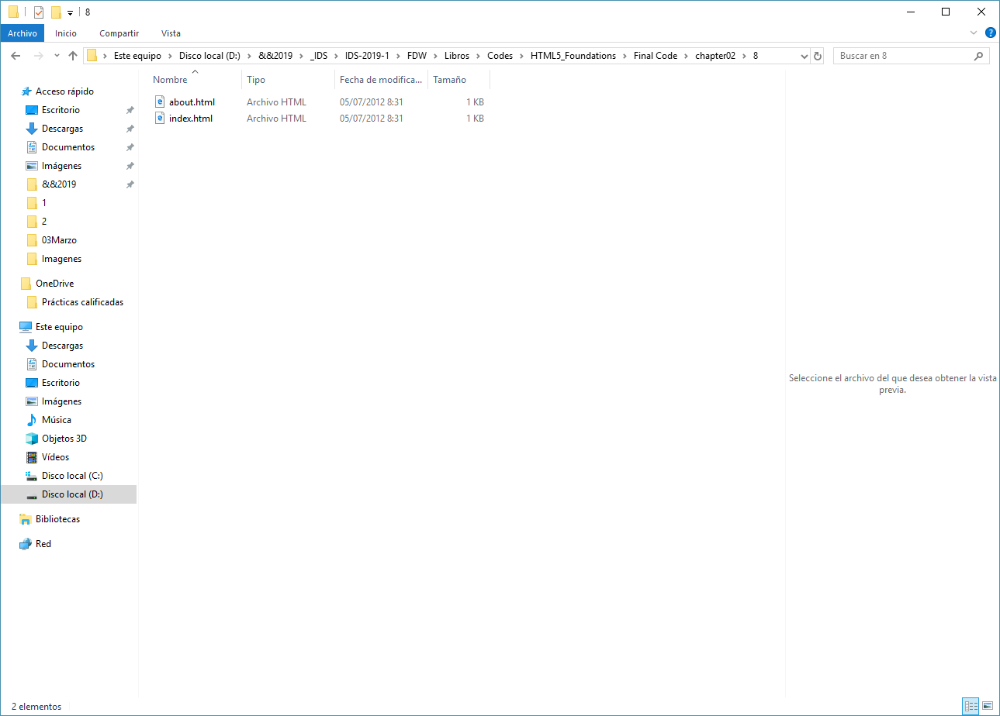 8
Archivo Inicio Compartir Vista
Este equipo Disco local (D:) &&2019 _IDS IDS-2019-1 FDW Libros Codes HTML5_Foundations Final Code chapter02 8 Buscar en 8
Nombre Tipo Fecha de modifica... Tamaño
about.html Archivo HTML 05/07/2012 8:31 1 KB
index.html Archivo HTML 05/07/2012 8:31 1 KB
Acceso rápido
Escritorio
Descargas
Documentos
Imágenes
&&2019
1
2
03Marzo
Imagenes
OneDrive
Prácticas calificadas
Este equipo
Descargas
Documentos
Escritorio
Imágenes
Música
Objetos 3D
Vídeos
Disco local (C:)
Disco local (D:)
Bibliotecas
Red
Seleccione el archivo del que desea obtener la vista
previa.
2 elementos